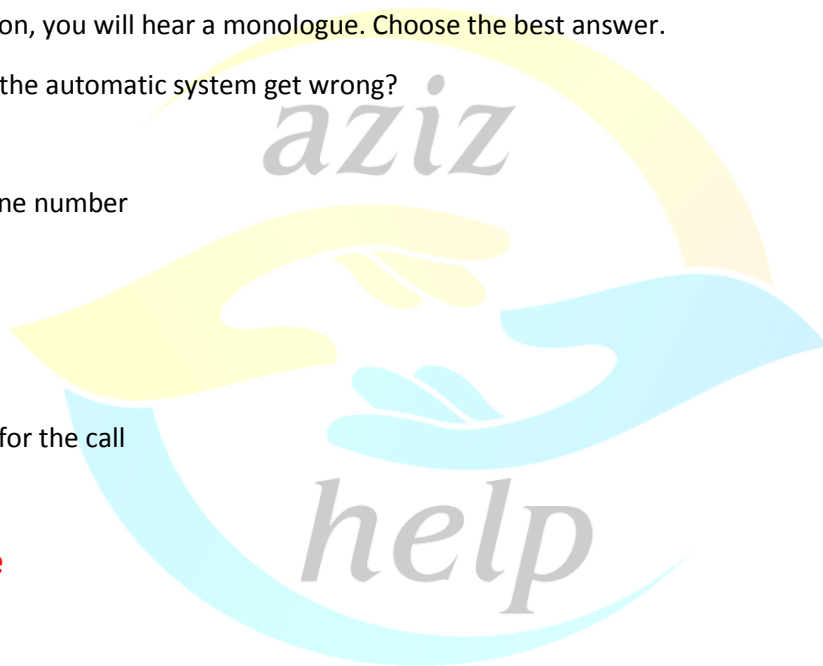 on, you will hear a monologue. Choose the best answer.
the automatic system get wrong?
aziz
ne number
for the call
help
e